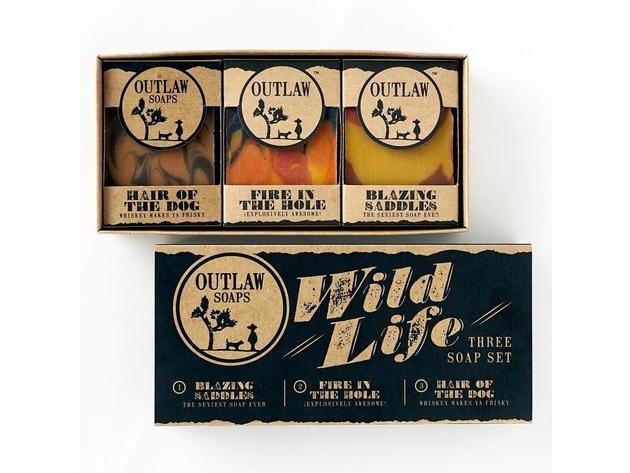 OUTLAW
SOAPS
HAIR OF
THE DOG
WHISKEY MAKES YA FRISKY
OUTLAW
™
FIRE IN
THE HOLE
¡EXPLOSIVELY AWESOME!
OUTLAW
™
BLAZING
SADDLES
THE SEXIEST SOAP EVER
OUTLAW
SOAPS
Wild
Life
THREE
SOAP SET
1 BLAZING
SADDLES
THE SEXIEST SOAP EVER
2 FIRE IN
THE HOLE
¡EXPLOSIVELY AWESOME!
3 HAIR OF
THE DOG
WHISKEY MAKES YA FRISKY